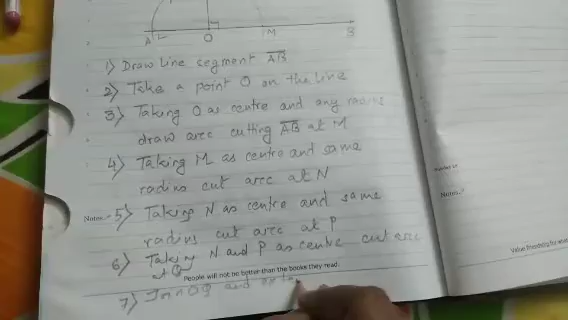 A O M B
1) Draw Line segment AB
2) Take a point O on the line
3) Taking O as centre and any radius
draw arc cutting AB at M
4) Taking M as centre and same
radius cut arc at N
Notes:- 5) Taking N as centre and same
radius cut arc at P
6) Taking N and P as centre cut arc
at Q
People will not be better than the books they read.
7) Join OQ and
Notes:-